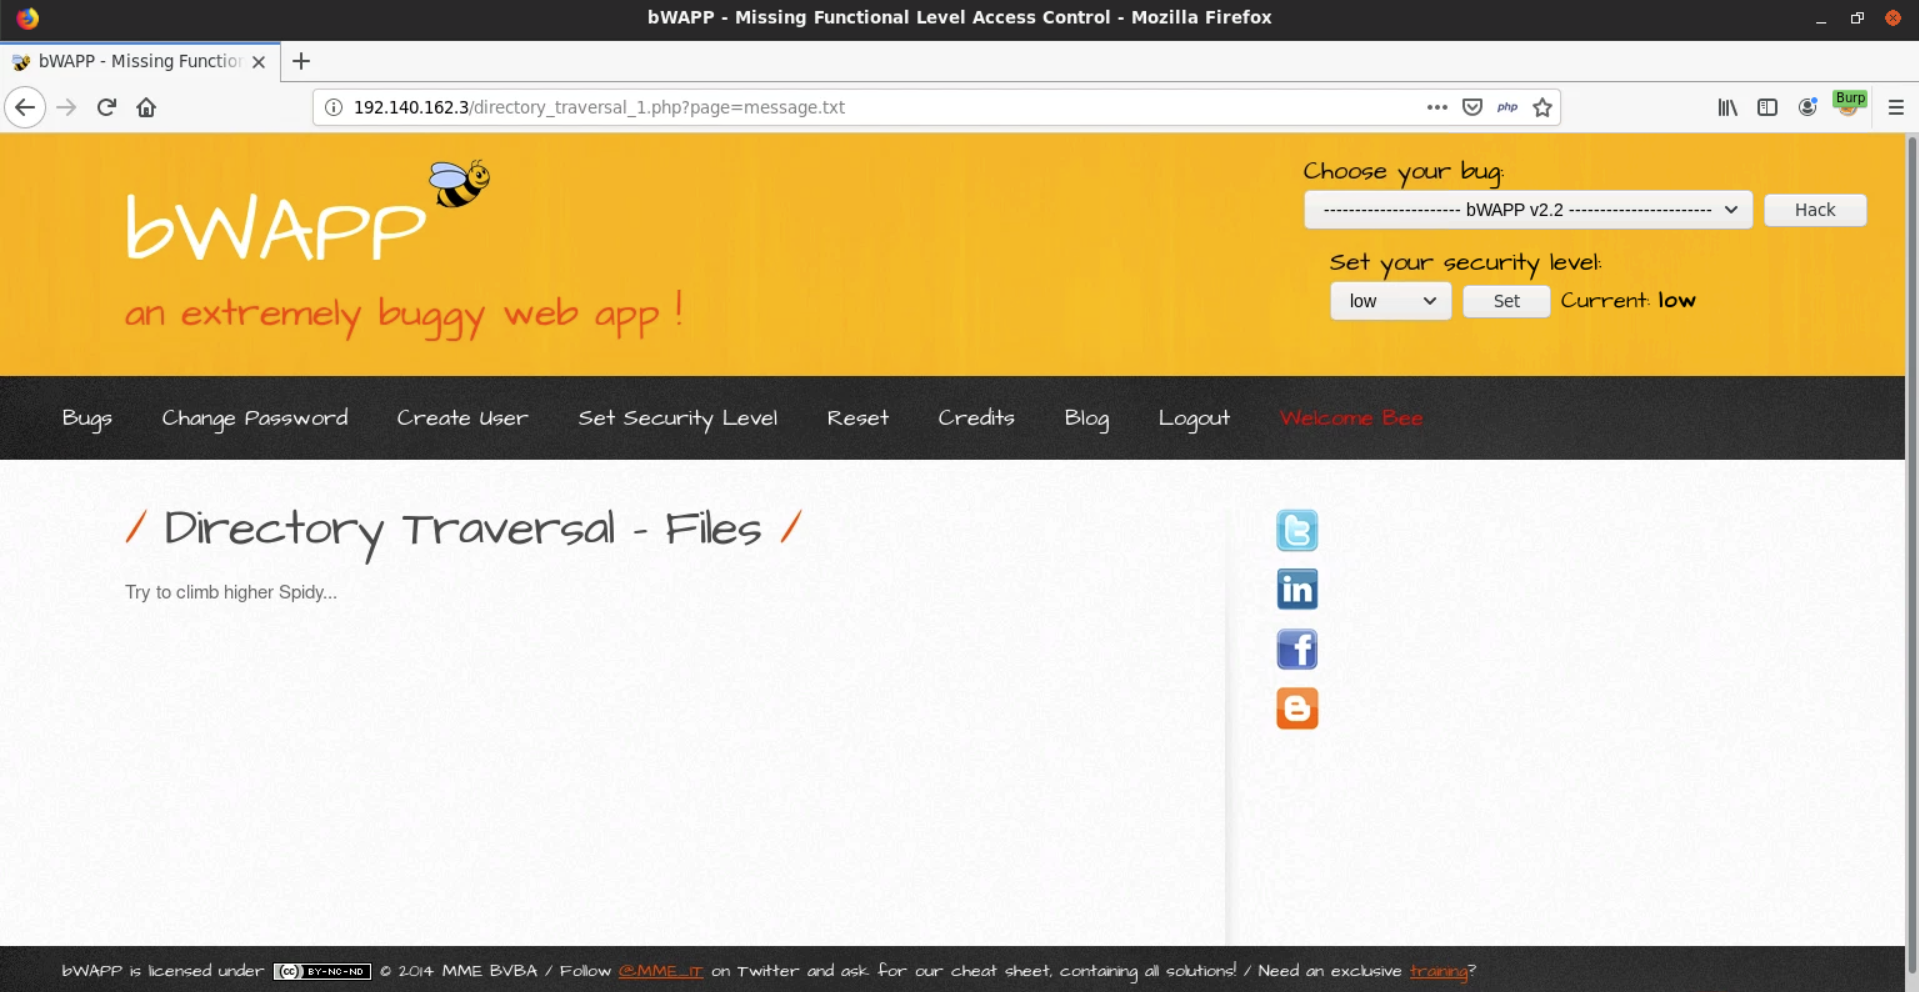 bWAPP - Missing Functional Level Access Control - Mozilla Firefox
bWAPP - Missing Function
192.140.162.3/directory_traversal_1.php?page=message.txt
php
Burp
bWAPP
an extremely buggy web app !
Choose your bug:
---------------------- bWAPP v2.2 ----------------------- Hack
Set your security level:
low Set Current: low
Bugs Change Password Create User Set Security Level Reset Credits Blog Logout Welcome Bee
/ Directory Traversal - Files /
Try to climb higher Spidy...
t
in
f
B
bWAPP is licensed under (cc) BY-NC-ND © 2014 MME BVBA / Follow @MME_IT on Twitter and ask for our cheat sheet, containing all solutions! / Need an exclusive training?